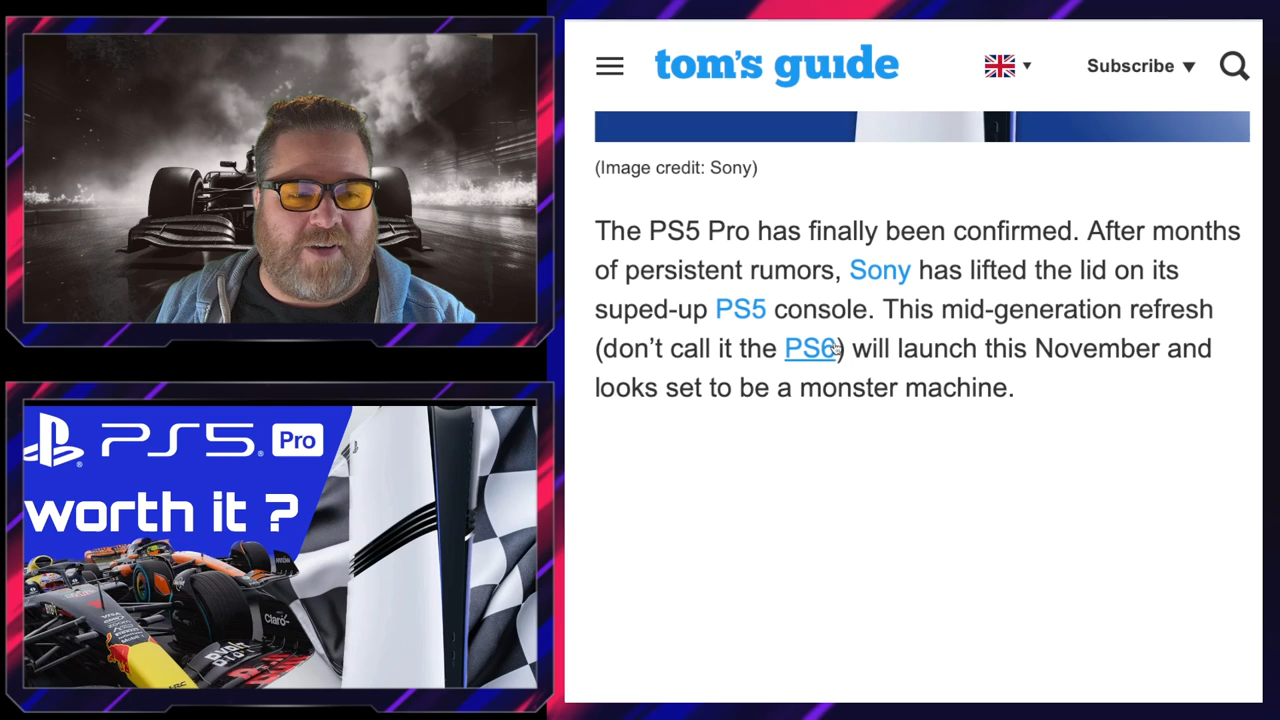 tom's guide
Subscribe
(Image credit: Sony)
The PS5 Pro has finally been confirmed. After months
of persistent rumors, Sony has lifted the lid on its
suped-up PS5 console. This mid-generation refresh
(don’t call it the PS6) will launch this November and
looks set to be a monster machine.
PS5 Pro
worth it ?
Claro